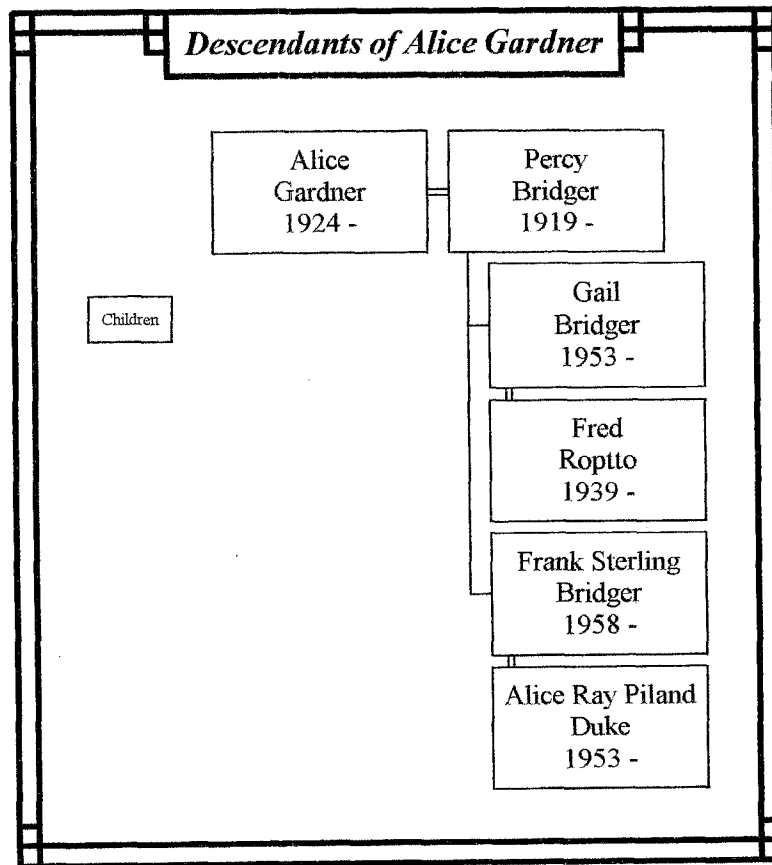 Descendants of Alice Gardner
Alice
Gardner
1924 -
Percy
Bridger
1919 -
Children
Gail
Bridger
1953 -
Fred
Roptto
1939 -
Frank Sterling
Bridger
1958 -
Alice Ray Piland
Duke
1953 -